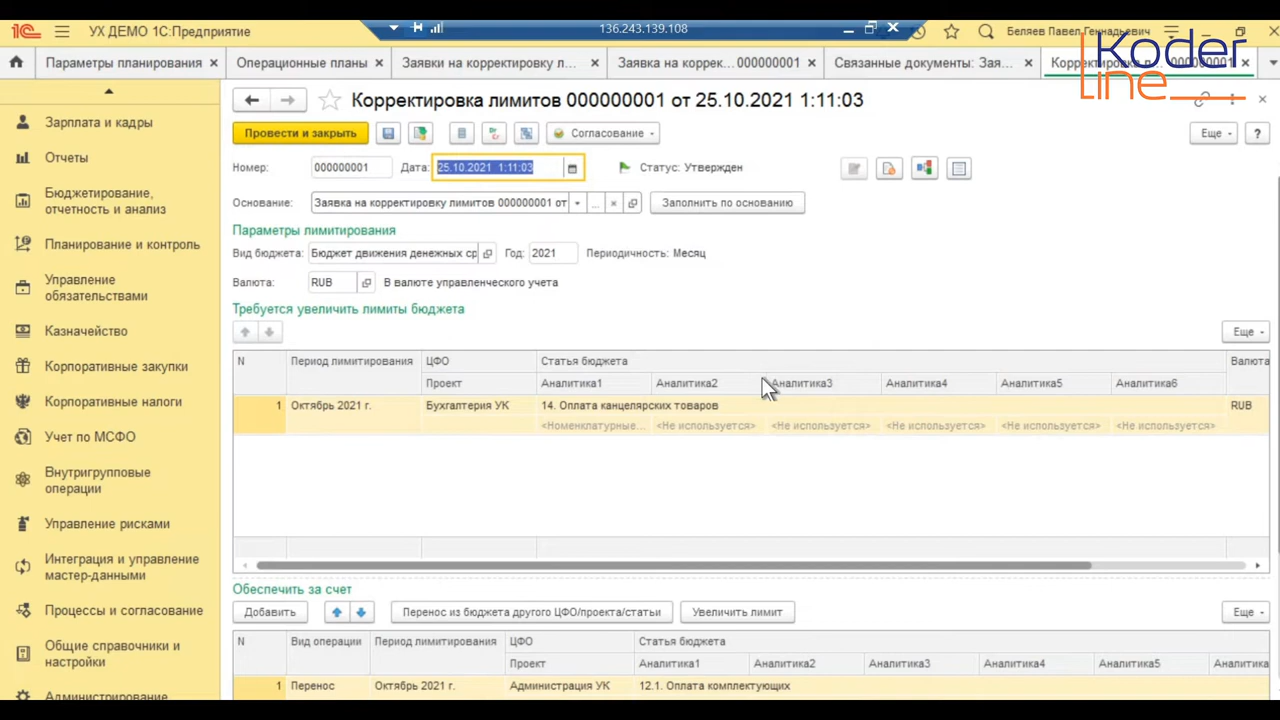 УХ ДЕМО 1С:Предприятие
136.243.139.108
Беляев Павел Геннадьевич
Koder
line
Параметры планирования ×
Операционные планы ×
Заявки на корректировку л... ×
Заявка на коррек... 000000001 ×
Связанные документы: Зая... ×
Корректировка ×
Корректировка лимитов 000000001 от 25.10.2021 1:11:03
Провести и закрыть
Согласование
Еще
?
Номер: 000000001 Дата: 25.10.2021 1:11:03 Статус: Утвержден
Основание: Заявка на корректировку лимитов 000000001 от ... × Заполнить по основанию
Параметры лимитирования
Вид бюджета: Бюджет движения денежных ср Год: 2021 Периодичность: Месяц
Валюта: RUB В валюте управленческого учета
Требуется увеличить лимиты бюджета
Еще
N Период лимитирования ЦФО Статья бюджета Валюта
Проект Аналитика1 Аналитика2 Аналитика3 Аналитика4 Аналитика5 Аналитика6
1 Октябрь 2021 г. Бухгалтерия УК 14. Оплата канцелярских товаров RUB
<Номенклатурные... <Не используется> <Не используется> <Не используется> <Не используется> <Не используется>
Обеспечить за счет
Добавить Перенос из бюджета другого ЦФО/проекта/статьи Увеличить лимит Еще
N Вид операции Период лимитирования ЦФО Статья бюджета
Проект Аналитика1 Аналитика2 Аналитика3 Аналитика4 Аналитика5 Аналитика
1 Перенос Октябрь 2021 г. Администрация УК 12.1. Оплата комплектующих
Зарплата и кадры
Отчеты
Бюджетирование,
отчетность и анализ
Планирование и контроль
Управление
обязательствами
Казначейство
Корпоративные закупки
Корпоративные налоги
Учет по МСФО
Внутригрупповые
операции
Управление рисками
Интеграция и управление
мастер-данными
Процессы и согласование
Общие справочники и
настройки
Администрирование